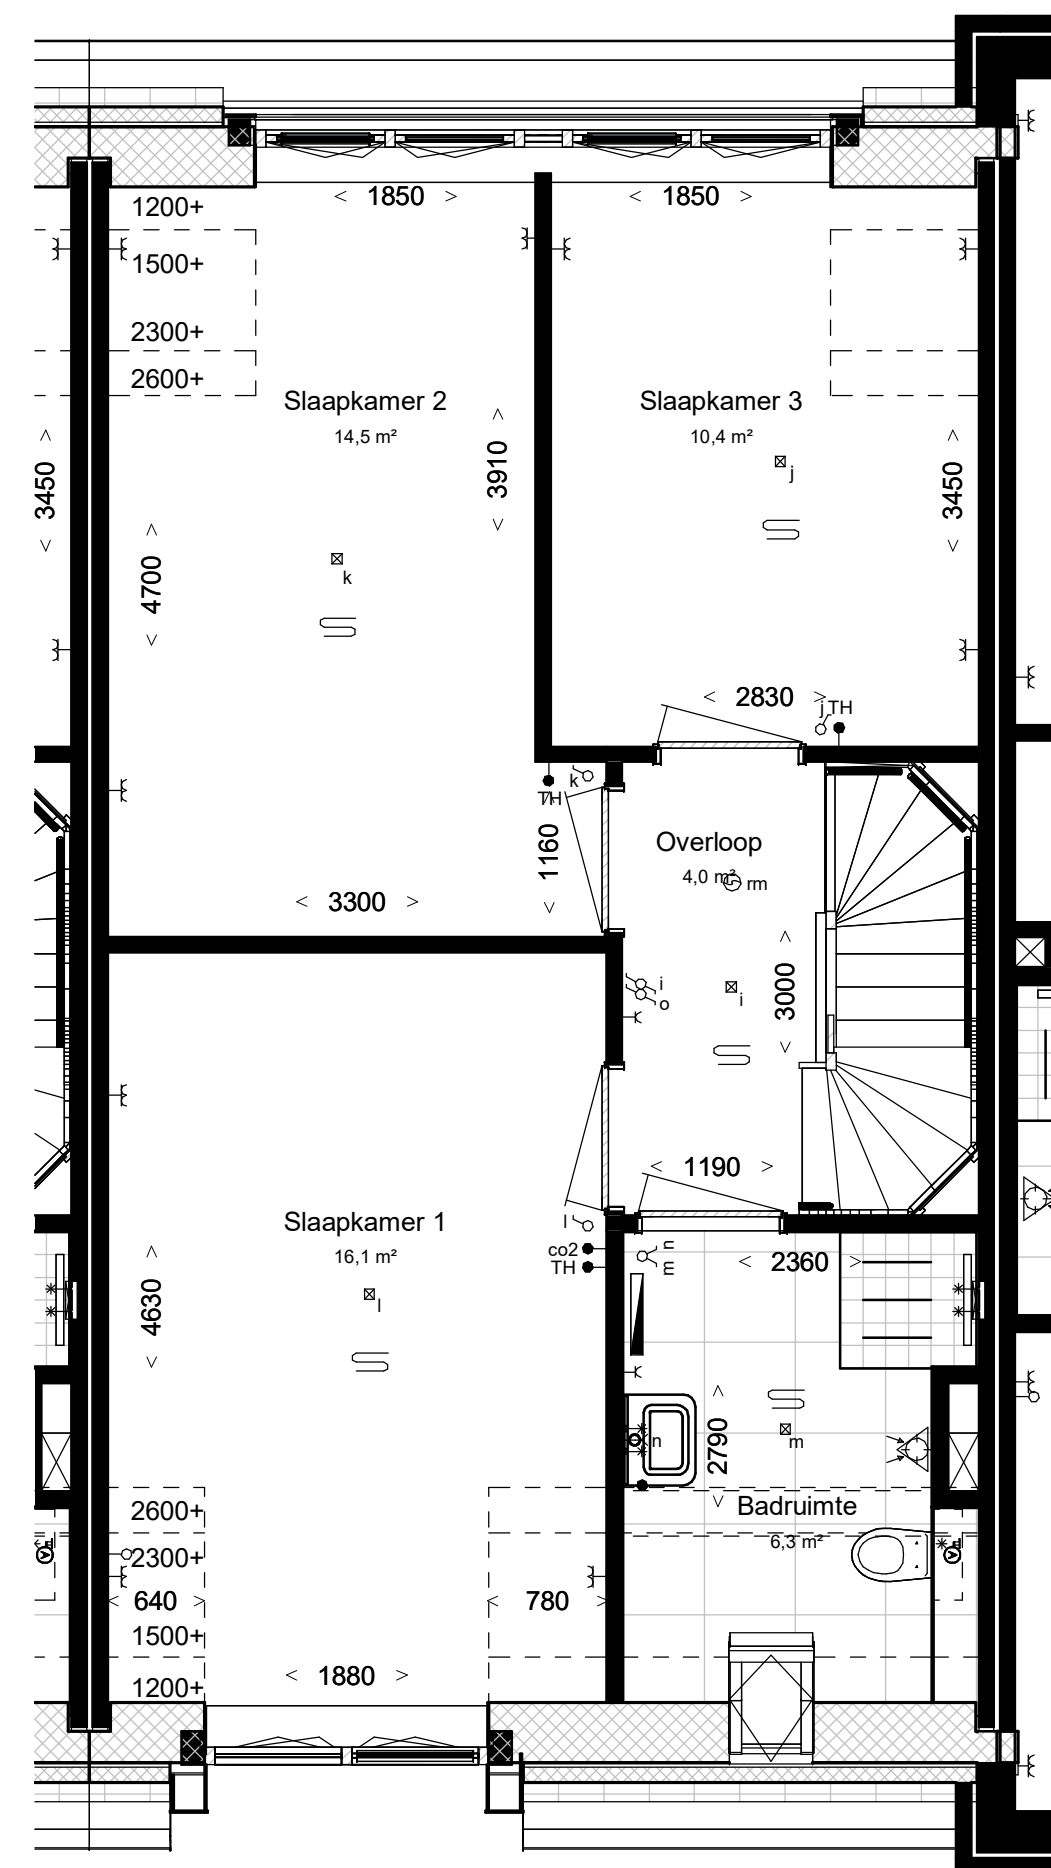 1850
1850
1200+
1500+
2300+
2600+
Slaapkamer 2
14,5 m²
Slaapkamer 3
10,4 m²
3450
3910
3450
j
4700
k
2830
j
TH
k
TH
1160
Overloop
4,0 m²
rm
3300
i
o
i
3000
1190
Slaapkamer 1
16,1 m²
l
co2
TH
n
m
2360
4630
l
2790
n
m
2600+
Badruimte
6,3 m²
2300+
640
780
1500+
1880
1200+